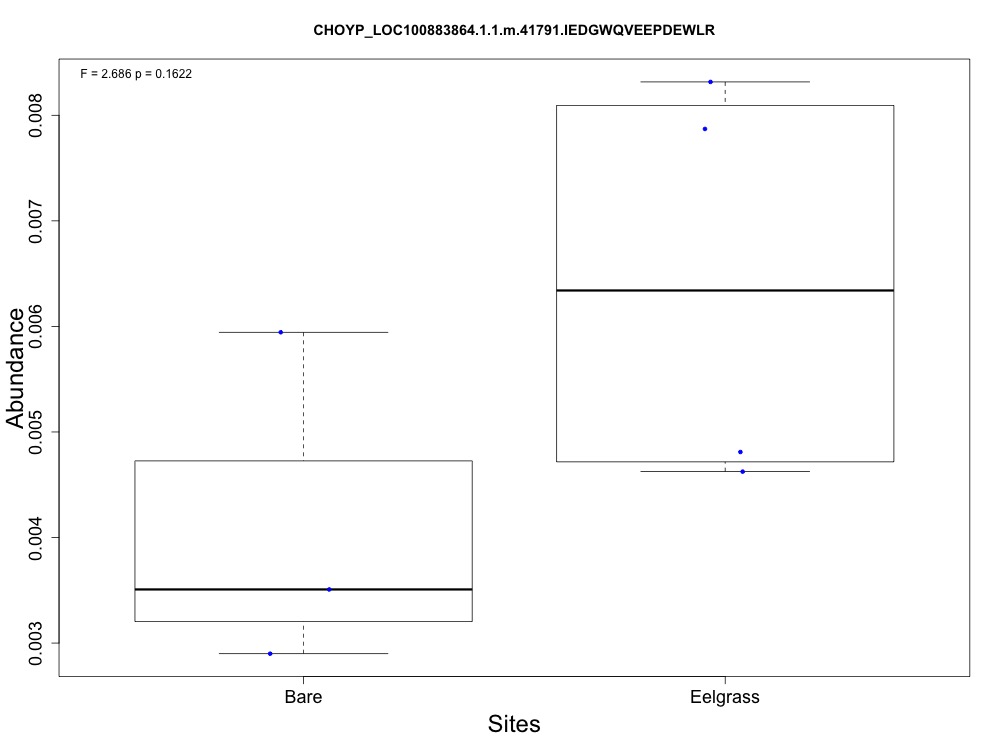 CHOYP_LOC100883864.1.1.m.41791.IEDGWQVEEPDEWLR
F = 2.686 p = 0.1622
0.008
0.007
0.006
0.005
0.004
0.003
Abundance
Bare
Eelgrass
Sites